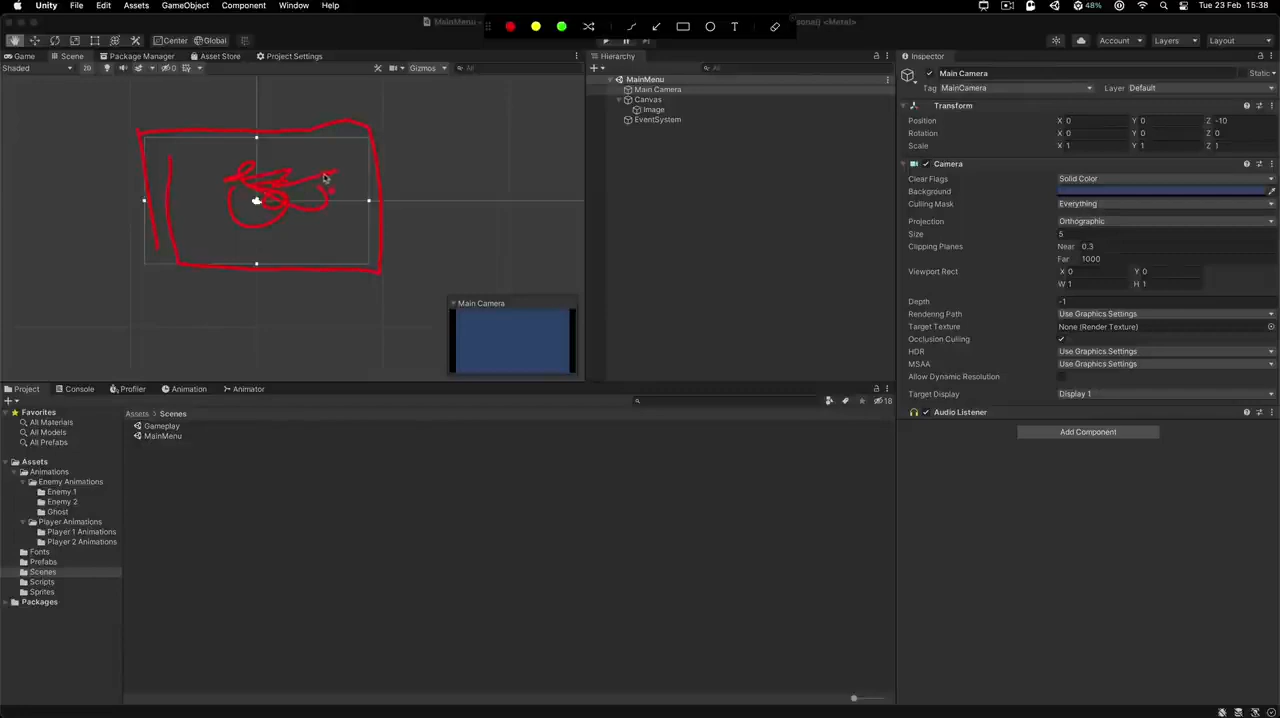 Unity File Edit Assets GameObject Component Window Help 48% Tue 23 Feb 15:38
MainMenu
<Metal>
Center Global
Account Layers Layout
Game Scene Package Manager Asset Store Project Settings
Hierarchy
Inspector
Shaded 2D 0 Gizmos All
All
MainMenu
Main Camera
Canvas
Image
EventSystem
Main Camera
Static
Tag MainCamera Layer Default
Transform
Position X 0 Y 0 Z -10
Rotation X 0 Y 0 Z 0
Scale X 1 Y 1 Z 1
Camera
Clear Flags Solid Color
Background
Culling Mask Everything
Projection Orthographic
Size 5
Clipping Planes Near 0.3
Far 1000
Viewport Rect X 0 Y 0
W 1 H 1
Depth -1
Rendering Path Use Graphics Settings
Target Texture None (Render Texture)
Occlusion Culling
HDR Use Graphics Settings
MSAA Use Graphics Settings
Allow Dynamic Resolution
Target Display Display 1
Audio Listener
Add Component
Main Camera
Project Console Profiler Animation Animator
18
Favorites
All Materials
All Models
All Prefabs
Assets
Animations
Enemy Animations
Enemy 1
Enemy 2
Ghost
Player Animations
Player 1 Animations
Player 2 Animations
Fonts
Prefabs
Scenes
Scripts
Sprites
Packages
Assets > Scenes
Gameplay
MainMenu